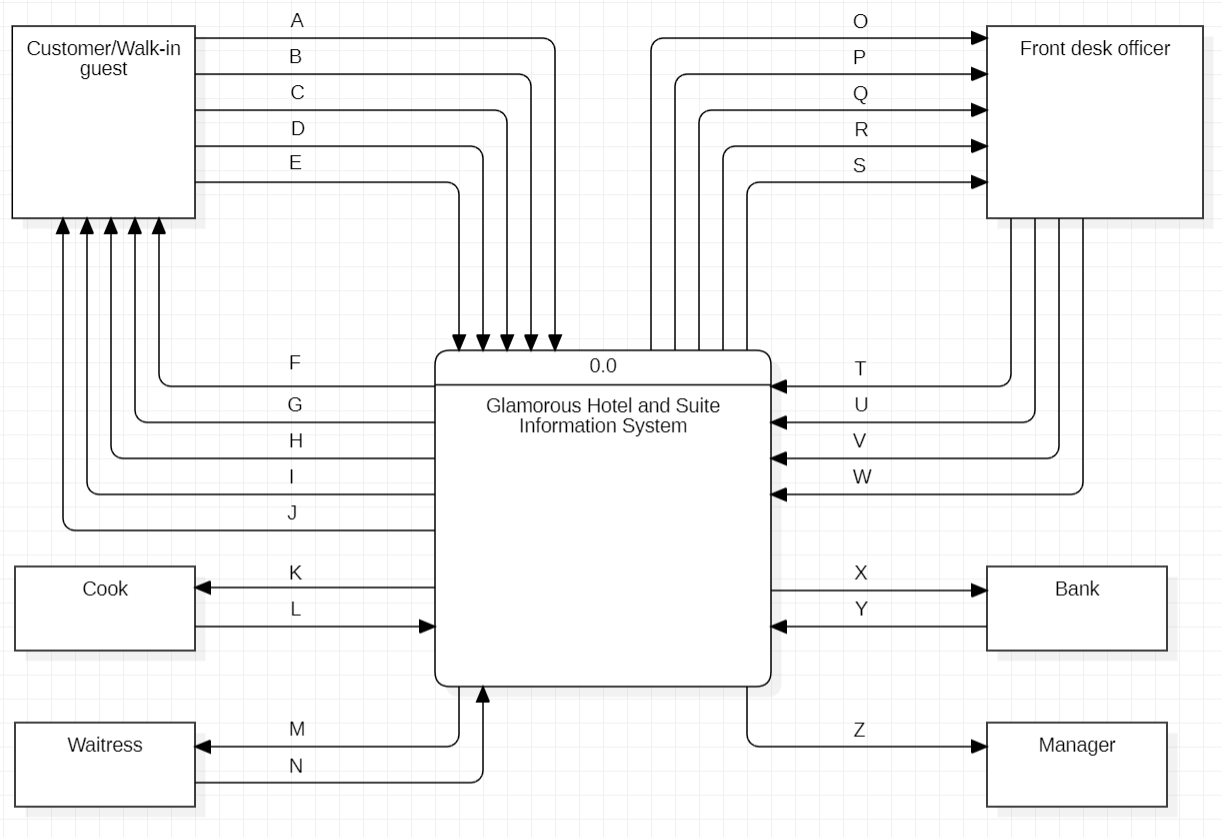 A
B
C
D
E
Customer/Walk-in
guest
O
P
Q
R
S
Front desk officer
F
G
H
I
J
0.0
Glamorous Hotel and Suite
Information System
T
U
V
W
Cook
K
L
X
Y
Bank
Waitress
M
N
Z
Manager